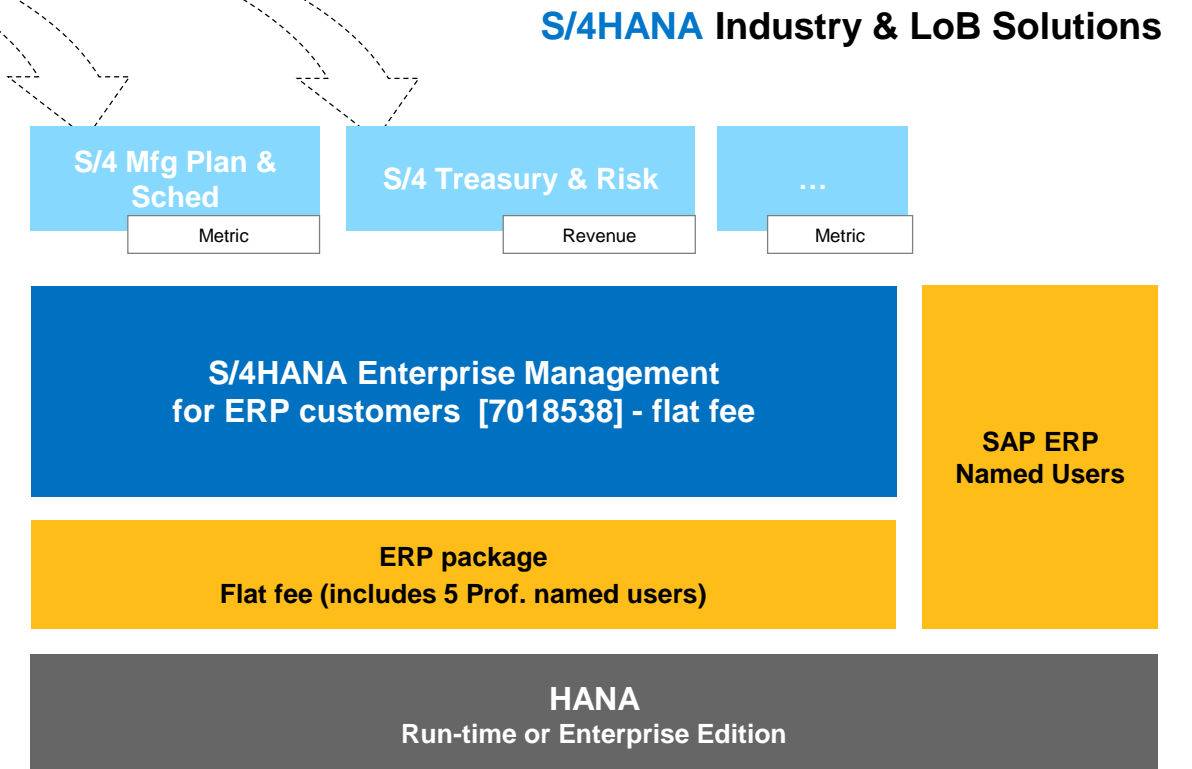 S/4HANA Industry & LoB Solutions
S/4 Mfg Plan &
Sched
Metric
S/4 Treasury & Risk
Revenue
…
Metric
S/4HANA Enterprise Management
for ERP customers [7018538] - flat fee
SAP ERP
Named Users
ERP package
Flat fee (includes 5 Prof. named users)
HANA
Run-time or Enterprise Edition